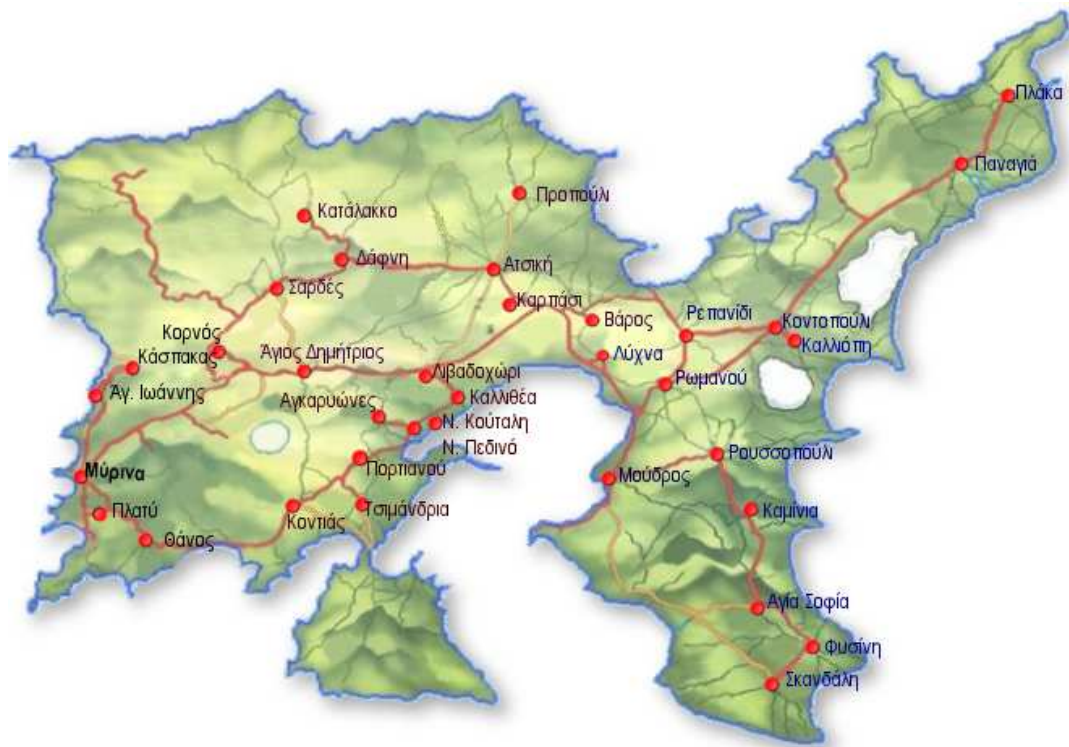 Πλάκα
Παναγιά
Προπούλι
Κατάλακκο
Δάφνη
Ατσική
Σαρδές
Καρπάσι
Βάρος
Ρεπανίδι
Κοντοπούλι
Καλλιόπη
Κορνός
Κάσπακας
Άγιος Δημήτριος
Λιβαδοχώρι
Λύχνα
Ρωμανού
Άγ. Ιωάννης
Αγκαρυώνες
Καλλιθέα
Ν. Κούταλη
Ν. Πεδινό
Μύρινα
Πορτιανού
Μούδρος
Ρουσσοπούλι
Πλατύ
Κοντιάς
Τσιμάνδρια
Καμίνια
Θάνος
Αγία Σοφία
Φυσίνη
Σκανδάλη